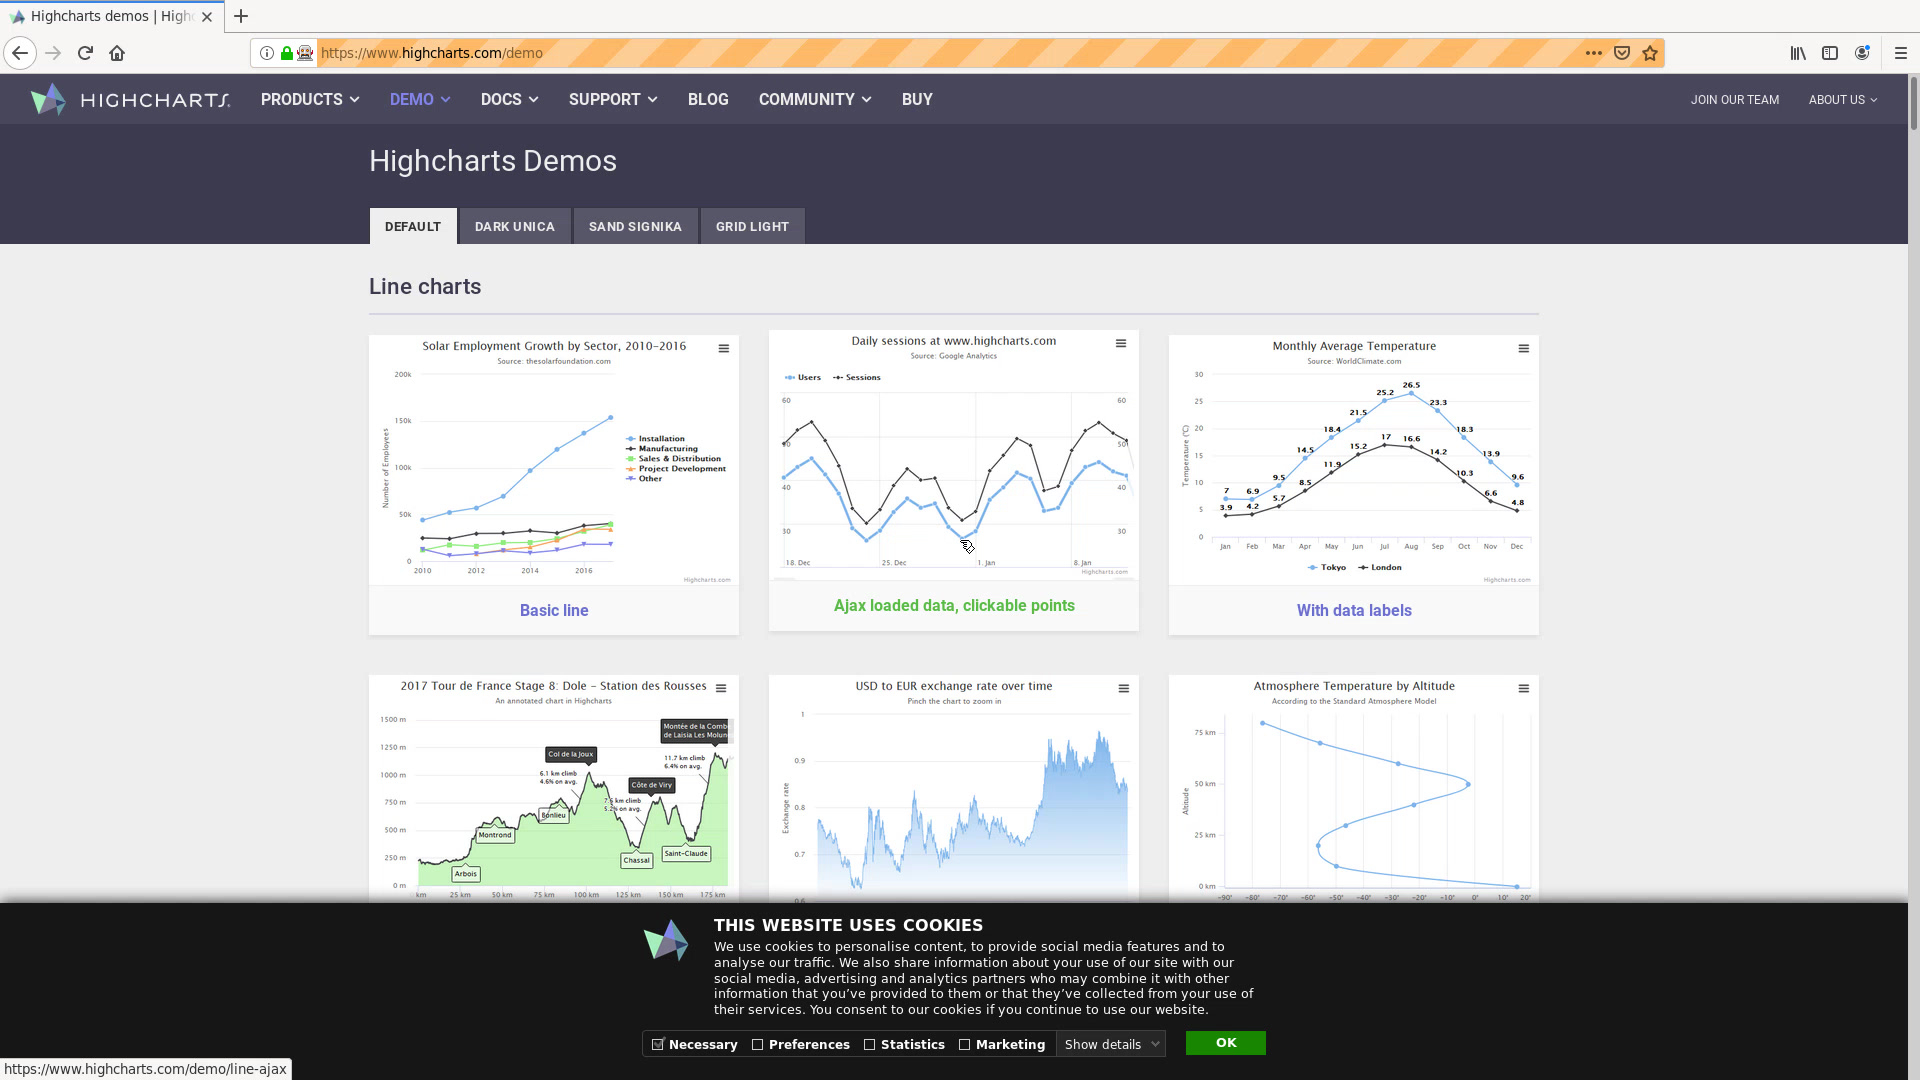 Highcharts demos | High
https://www.highcharts.com/demo
HIGHCHARTS
PRODUCTS
DEMO
DOCS
SUPPORT
BLOG
COMMUNITY
BUY
JOIN OUR TEAM
ABOUT US
Highcharts Demos
DEFAULT
DARK UNICA
SAND SIGNIKA
GRID LIGHT
Line charts
Solar Employment Growth by Sector, 2010-2016
Source: thesolarfoundation.com
Number of Employees
200k
150k
100k
50k
0
2010 2012 2014 2016
Installation
Manufacturing
Sales & Distribution
Project Development
Other
Highcharts.com
Basic line
Daily sessions at www.highcharts.com
Source: Google Analytics
Users Sessions
60 60
50 50
40 40
30 30
18. Dec 25. Dec 1. Jan 8. Jan
Highcharts.com
Ajax loaded data, clickable points
Monthly Average Temperature
Source: WorldClimate.com
Temperature (°C)
30
25
20
15
10
5
0
7 6.9 9.5 14.5 18.4 21.5 25.2 26.5 23.3 18.3 13.9 9.6
3.9 4.2 5.7 8.5 11.9 15.2 17 16.6 14.2 10.3 6.6 4.8
Jan Feb Mar Apr May Jun Jul Aug Sep Oct Nov Dec
Tokyo London
Highcharts.com
With data labels
2017 Tour de France Stage 8: Dole - Station des Rousses
An annotated chart in Highcharts
1500 m
1250 m
1000 m
750 m
500 m
250 m
0 m
Montée de la Comb
de Laisia Les Molun
Col de la Joux
11.7 km climb
6.4% on avg.
6.1 km climb
4.6% on avg.
Côte de Viry
7.6 km climb
5.2% on avg.
Bonlieu
Montrond
Saint-Claude
Chassal
Arbois
km 25 km 50 km 75 km 100 km 125 km 150 km 175 km
USD to EUR exchange rate over time
Pinch the chart to zoom in
Exchange rate
1
0.9
0.8
0.7
0.6
Atmosphere Temperature by Altitude
According to the Standard Atmosphere Model
Altitude
75 km
50 km
25 km
0 km
-90° -80° -70° -60° -50° -40° -30° -20° -10° 0° 10° 20°
THIS WEBSITE USES COOKIES
We use cookies to personalise content, to provide social media features and to
analyse our traffic. We also share information about your use of our site with our
social media, advertising and analytics partners who may combine it with other
information that you’ve provided to them or that they’ve collected from your use of
their services. You consent to our cookies if you continue to use our website.
Necessary
Preferences
Statistics
Marketing
Show details
OK
https://www.highcharts.com/demo/line-ajax